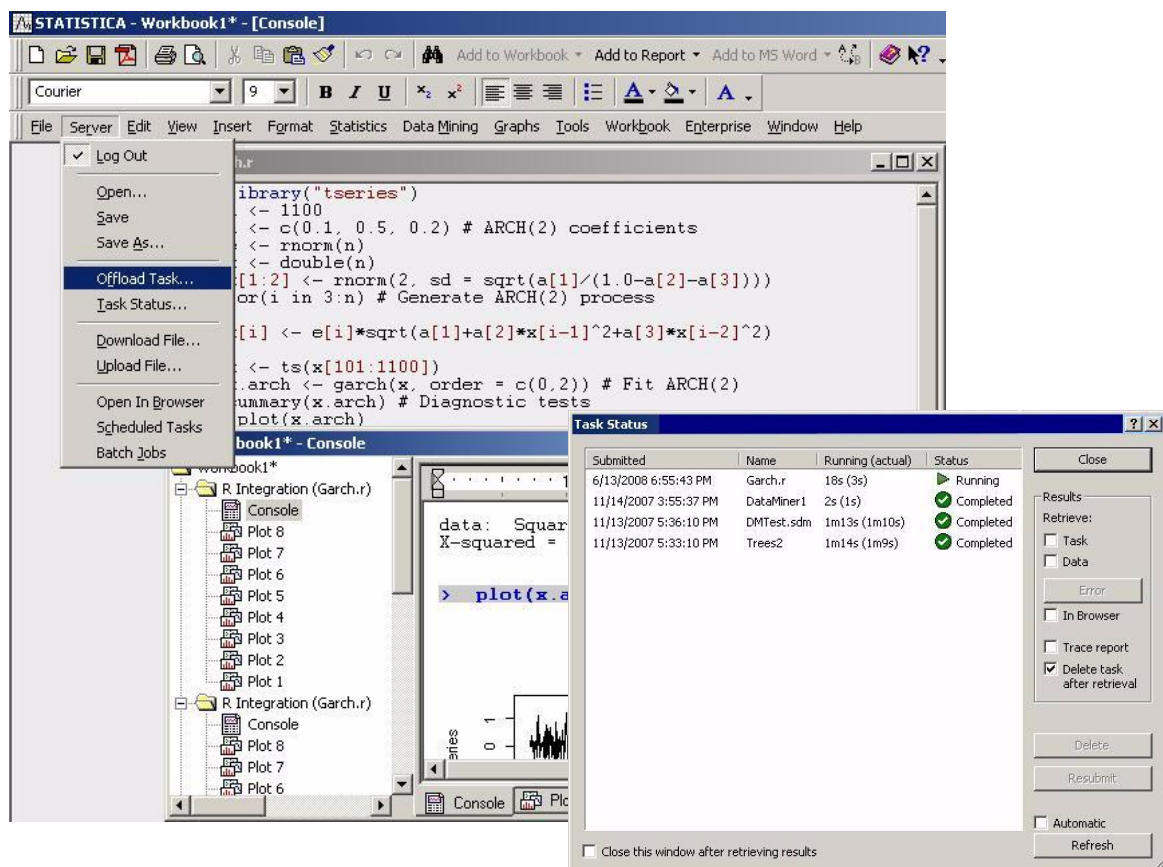 STATISTICA - Workbook1* - [Console]
Add to Workbook Add to Report Add to MS Word
Courier 9 B I U x₂ x² A A
File Server Edit View Insert Format Statistics Data Mining Graphs Tools Workbook Enterprise Window Help
Log Out
Open...
Save
Save As...
Offload Task...
Task Status...
Download File...
Upload File...
Open In Browser
Scheduled Tasks
Batch Jobs
h.r
ibrary("tseries")
<- 1100
<- c(0.1, 0.5, 0.2) # ARCH(2) coefficients
<- rnorm(n)
<- double(n)
[1:2] <- rnorm(2, sd = sqrt(a[1]/(1.0-a[2]-a[3])))
or(i in 3:n) # Generate ARCH(2) process
[i] <- e[i]*sqrt(a[1]+a[2]*x[i-1]^2+a[3]*x[i-2]^2)
<- ts(x[101:1100])
.arch <- garch(x, order = c(0,2)) # Fit ARCH(2)
ummary(x.arch) # Diagnostic tests
plot(x.arch)
book1* - Console
Workbook1*
R Integration (Garch.r)
Console
Plot 8
Plot 7
Plot 6
Plot 5
Plot 4
Plot 3
Plot 2
Plot 1
R Integration (Garch.r)
Console
Plot 8
Plot 7
Plot 6
data: Squar
X-squared =
> plot(x.a
eries
0 1
Console Plo
Task Status
Submitted Name Running (actual) Status
6/13/2008 6:55:43 PM Garch.r 18s (3s) Running
11/14/2007 3:55:37 PM DataMiner1 2s (1s) Completed
11/13/2007 5:36:10 PM DMTest.sdm 1m13s (1m10s) Completed
11/13/2007 5:33:10 PM Trees2 1m14s (1m9s) Completed
Close
Results
Retrieve:
Task
Data
Error
In Browser
Trace report
Delete task
after retrieval
Delete
Resubmit
Automatic
Refresh
Close this window after retrieving results